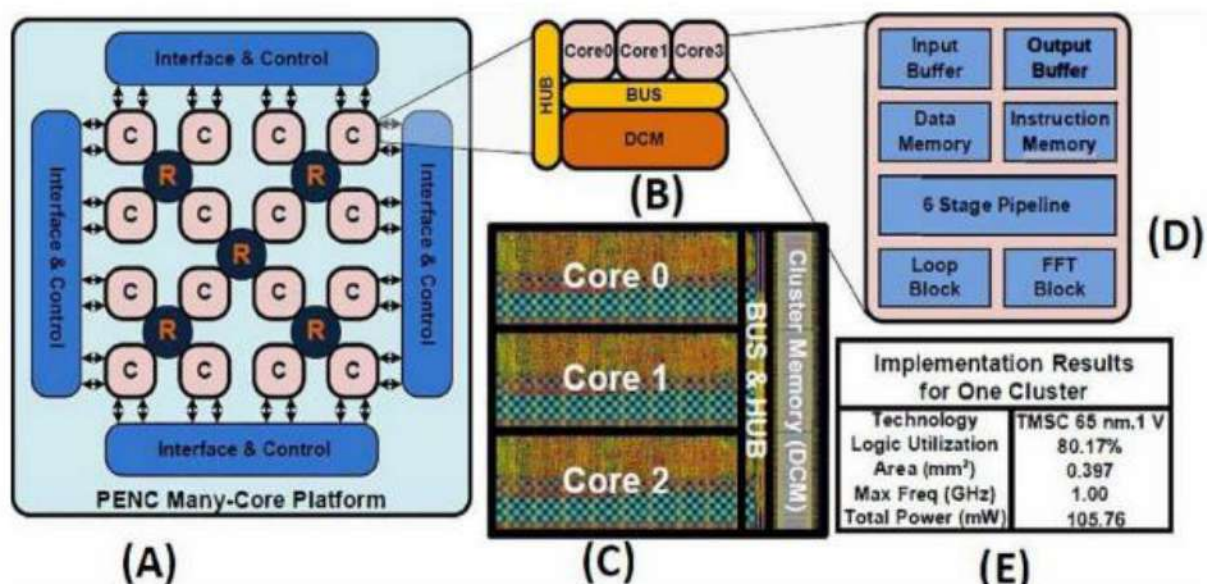 Interface & Control
Interface & Control
Interface & Control
Interface & Control
C C C C
R R
C C C C
R
C C C C
R R
C C C C
PENC Many-Core Platform
(A)
HUB
Core0 Core1 Core3
BUS
DCM
(B)
Core 0
Core 1
Core 2
BUS & HUB
Cluster Memory (DCM)
(C)
Input
Buffer
Output
Buffer
Data
Memory
Instruction
Memory
6 Stage Pipeline
Loop
Block
FFT
Block
(D)
Implementation Results
for One Cluster
Technology TMSC 65 nm.1 V
Logic Utilization 80.17%
Area (mm²) 0.397
Max Freq (GHz) 1.00
Total Power (mW) 105.76
(E)